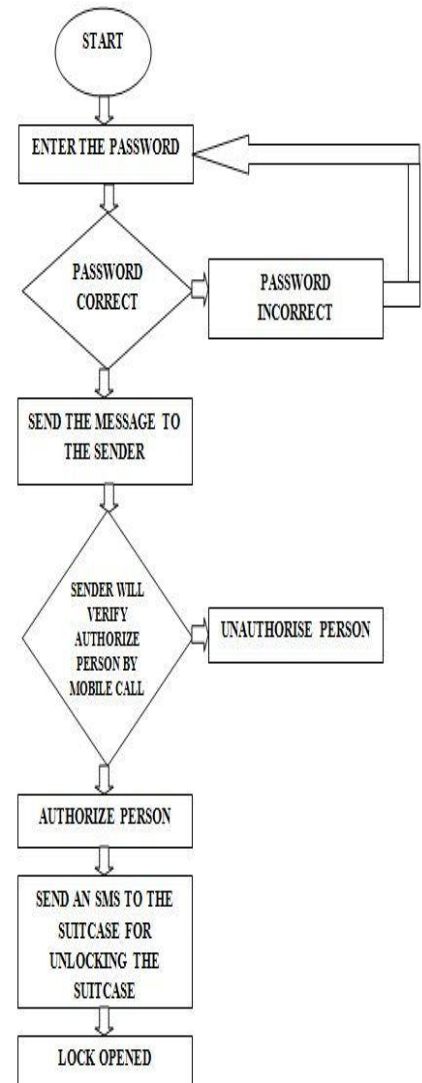 START
ENTER THE PASSWORD
PASSWORD
CORRECT
PASSWORD
INCORRECT
SEND THE MESSAGE TO
THE SENDER
SENDER WILL
VERIFY
AUTHORIZE
PERSON BY
MOBILE CALL
UNAUTHORISE PERSON
AUTHORIZE PERSON
SEND AN SMS TO THE
SUITCASE FOR
UNLOCKING THE
SUITCASE
LOCK OPENED